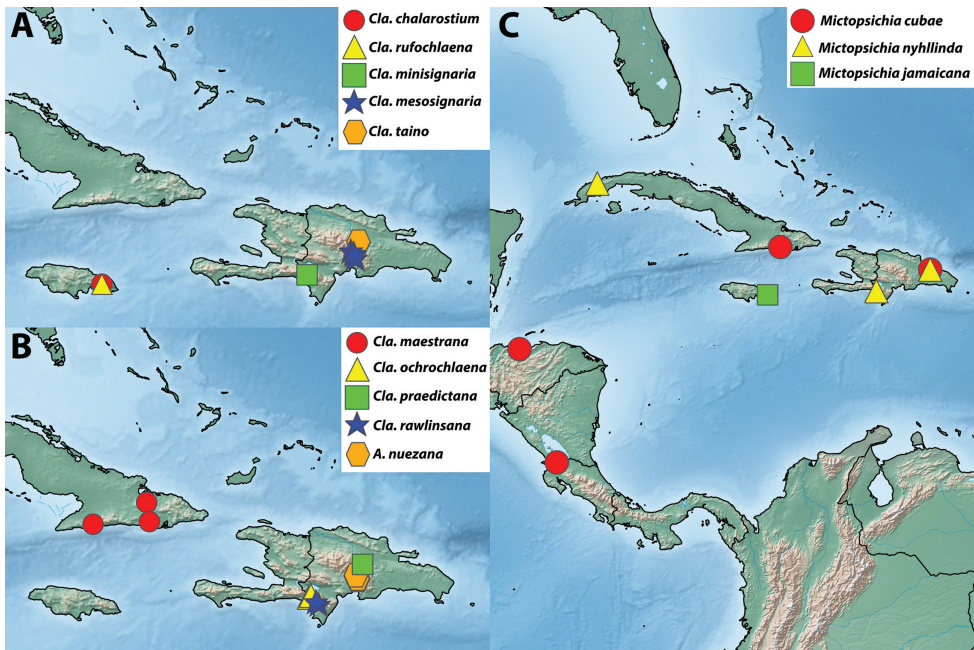 A
Cla. chalarostium
Cla. rufochlaena
Cla. minisignaria
Cla. mesosignaria
Cla. taino
B
Cla. maestrana
Cla. ochrochlaena
Cla. praedictana
Cla. rawlinsana
A. nuezana
C
Mictopsichia cubae
Mictopsichia nyhllinda
Mictopsichia jamaicana